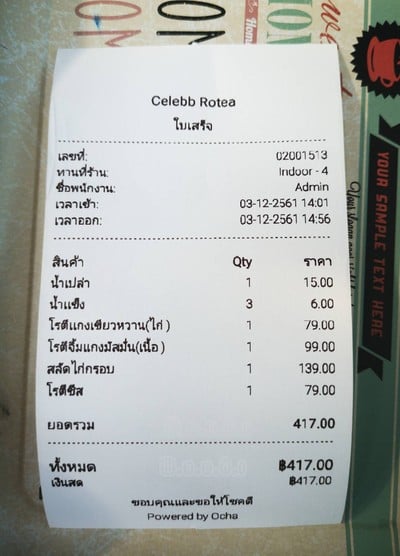 Celebb Rotea
ใบเสร็จ
เลขที่: 02001513
ทานที่ร้าน: Indoor - 4
ชื่อพนักงาน: Admin
เวลาเข้า: 03-12-2561 14:01
เวลาออก: 03-12-2561 14:56
สินค้า Qty ราคา
น้ำเปล่า 1 15.00
น้ำแข็ง 3 6.00
โรตีแกงเขียวหวาน(ไก่ ) 1 79.00
โรตีจิ้มแกงมัสมั่น(เนื้อ ) 1 99.00
สลัดไก่กรอบ 1 139.00
โรตีชีส 1 79.00
ยอดรวม 417.00
ทั้งหมด ฿417.00
เงินสด ฿417.00
ขอบคุณและขอให้โชคดี
Powered by Ocha
YOUR SAMPLE TEXT HERE